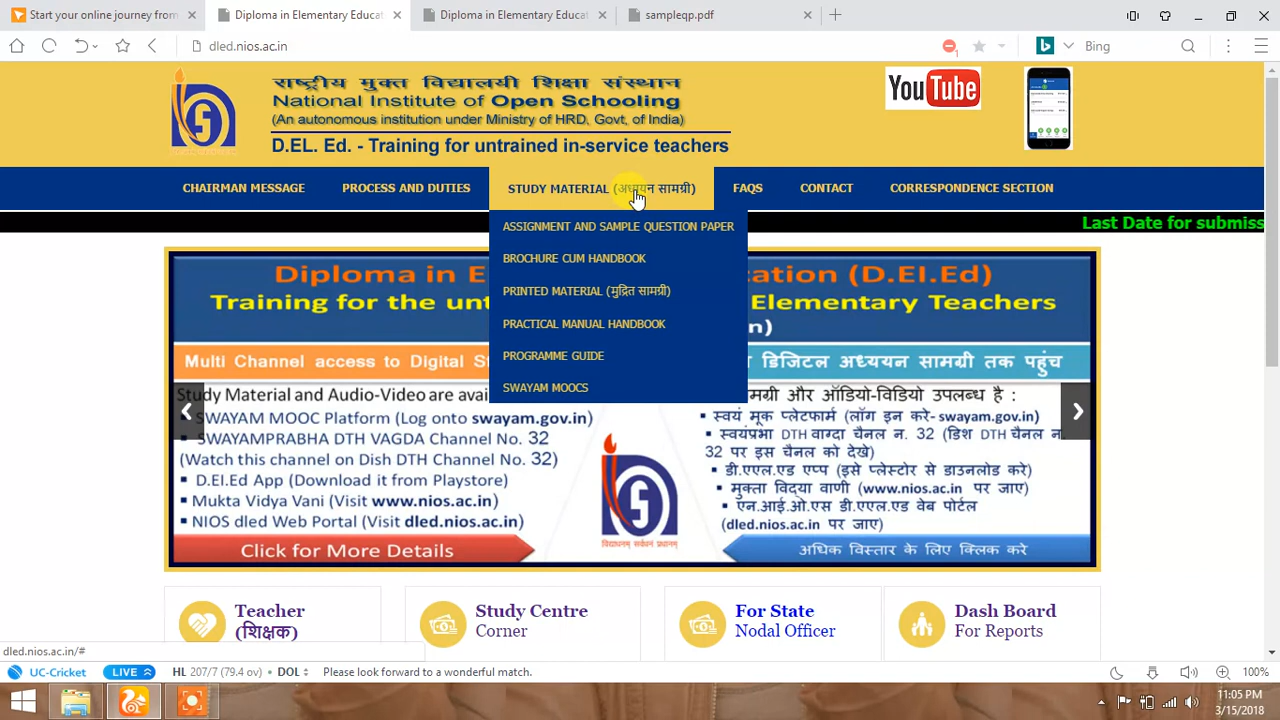 Start your online journey from
Diploma in Elementary Educat
Diploma in Elementary Educat
sampleqp.pdf
dled.nios.ac.in
1
Bing
राष्ट्रीय मुक्त विद्यालयी शिक्षा संस्थान
National Institute of Open Schooling
(An autonomous institution under Ministry of HRD, Govt, of India)
D.EL. Ed. - Training for untrained in-service teachers
YouTube
CHAIRMAN MESSAGE PROCESS AND DUTIES STUDY MATERIAL (अध्ययन सामग्री) FAQS CONTACT CORRESPONDENCE SECTION
Last Date for submiss
ASSIGNMENT AND SAMPLE QUESTION PAPER
BROCHURE CUM HANDBOOK
PRINTED MATERIAL (मुद्रित सामग्री)
PRACTICAL MANUAL HANDBOOK
PROGRAMME GUIDE
SWAYAM MOOCS
Diploma in Elem
cation (D.El.Ed)
Training for the unt
Elementary Teachers
n)
Multi Channel access to Digital S
डिजिटल अध्ययन सामग्री तक पहुंच
Study Material and Audio-Video are avai
SWAYAM MOOC Platform (Log onto swayam.gov.in)
SWAYAMPRABHA DTH VAGDA Channel No. 32
(Watch this channel on Dish DTH Channel No. 32)
D.El.Ed App (Download it from Playstore)
Mukta Vidya Vani (Visit www.nios.ac.in)
NIOS dled Web Portal (Visit dled.nios.ac.in)
Click for More Details
मग्री और ऑडियो-विडियो उपलब्ध है :
स्वयं मूक प्लेटफार्म (लॉग इन करे- swayam.gov.in)
स्वयंप्रभा DTH वाग्दा चैनल न. 32 (डिश DTH चैनल न.
32 पर इस चैनल को देखे)
डी.एएल.एड एप्प (इसे प्लेस्टोर से डाउनलोड करे)
मुक्ता विद्या वाणी (www.nios.ac.in पर जाए)
एन.आई.ओ.एस डी.एएल.एड वेब पोर्टल
(dled.nios.ac.in पर जाए)
अधिक विस्तार के लिए क्लिक करे
Teacher
(शिक्षक)
Study Centre
Corner
For State
Nodal Officer
Dash Board
For Reports
dled.nios.ac.in/#
UC-Cricket LIVE HL 207/7 (79.4 ov) DOL Please look forward to a wonderful match.
100%
11:05 PM
3/15/2018